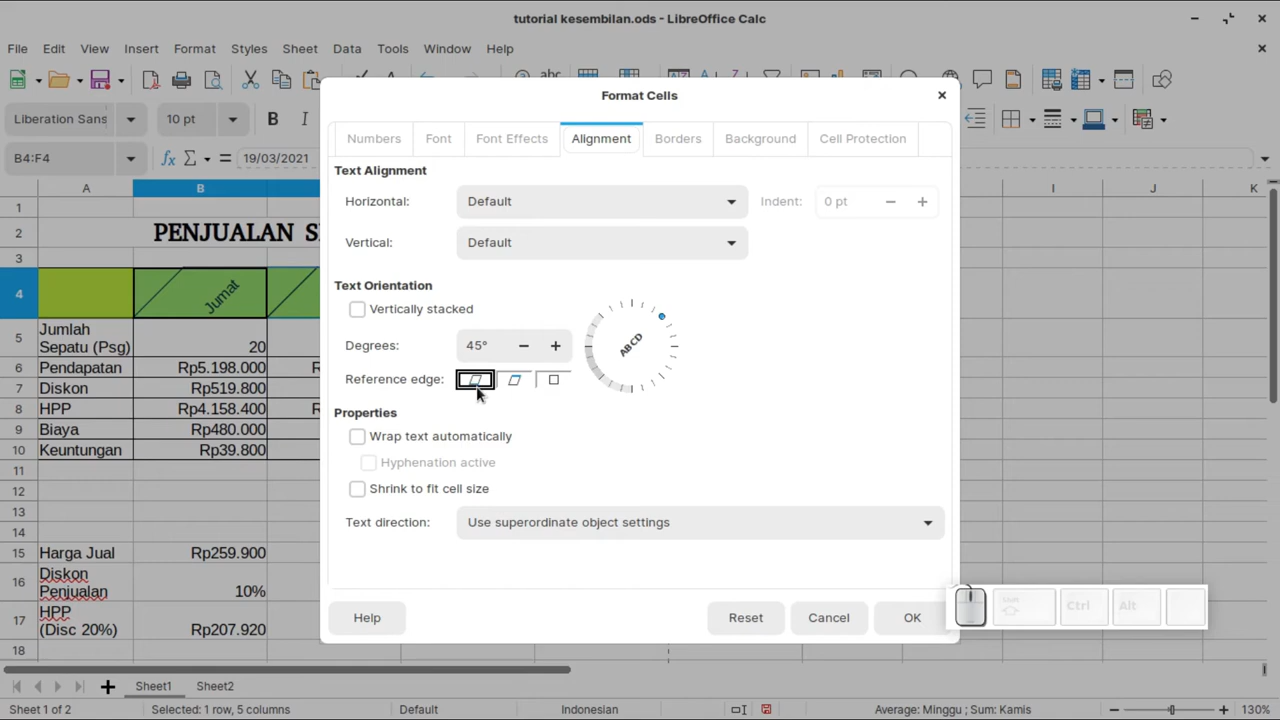 tutorial kesembilan.ods - LibreOffice Calc
File Edit View Insert Format Styles Sheet Data Tools Window Help
Liberation Sans 10 pt B I
B4:F4 fx Σ = 19/03/2021
Format Cells
Numbers Font Font Effects Alignment Borders Background Cell Protection
Text Alignment
Horizontal: Default Indent: 0 pt
Vertical: Default
Text Orientation
Vertically stacked
Degrees: 45°
ABCD
Reference edge:
Properties
Wrap text automatically
Hyphenation active
Shrink to fit cell size
Text direction: Use superordinate object settings
Help Reset Cancel OK
Ctrl Alt
A B I J K
1
2 PENJUALAN S
3
4 Jumat
5 Jumlah
Sepatu (Psg) 20
6 Pendapatan Rp5.198.000
7 Diskon Rp519.800
8 HPP Rp4.158.400
9 Biaya Rp480.000
10 Keuntungan Rp39.800
11
12
13
14
15 Harga Jual Rp259.900
16 Diskon
Penjualan 10%
17 HPP
(Disc 20%) Rp207.920
18
Sheet1 Sheet2
Sheet 1 of 2 Selected: 1 row, 5 columns Default Indonesian Average: Minggu ; Sum: Kamis 130%